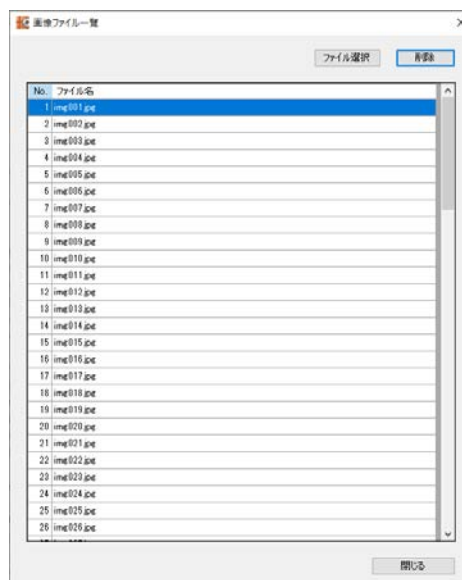 画像ファイル一覧
ファイル選択 削除
No. ファイル名
1 img001.jpg
2 img002.jpg
3 img003.jpg
4 img004.jpg
5 img005.jpg
6 img006.jpg
7 img007.jpg
8 img008.jpg
9 img009.jpg
10 img010.jpg
11 img011.jpg
12 img012.jpg
13 img013.jpg
14 img014.jpg
15 img015.jpg
16 img016.jpg
17 img017.jpg
18 img018.jpg
19 img019.jpg
20 img020.jpg
21 img021.jpg
22 img022.jpg
23 img023.jpg
24 img024.jpg
25 img025.jpg
26 img026.jpg
閉じる